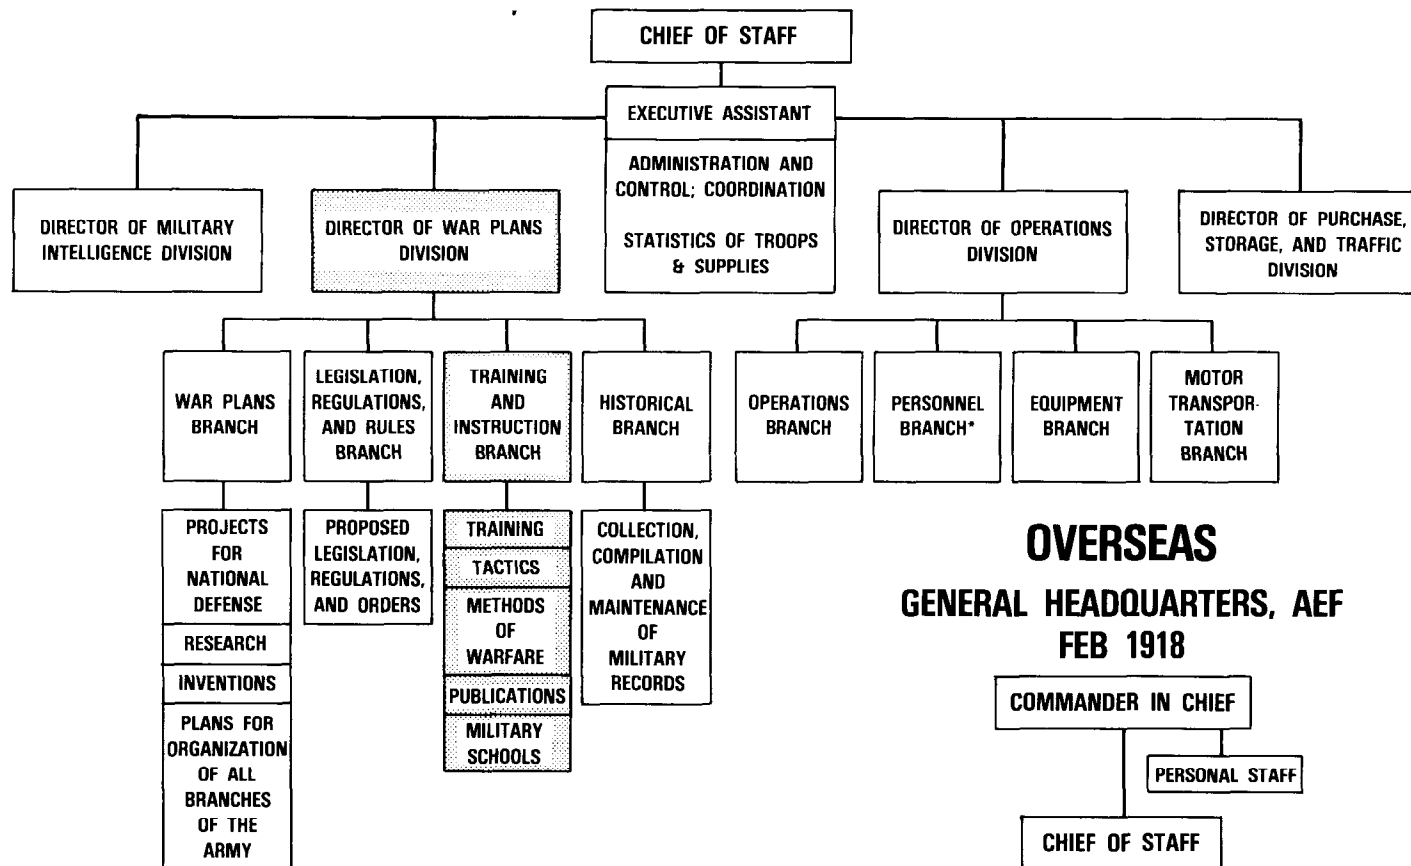 CHIEF OF STAFF
EXECUTIVE ASSISTANT
ADMINISTRATION AND
CONTROL; COORDINATION
STATISTICS OF TROOPS
& SUPPLIES
DIRECTOR OF MILITARY
INTELLIGENCE DIVISION
DIRECTOR OF WAR PLANS
DIVISION
DIRECTOR OF OPERATIONS
DIVISION
DIRECTOR OF PURCHASE,
STORAGE, AND TRAFFIC
DIVISION
WAR PLANS
BRANCH
LEGISLATION,
REGULATIONS,
AND RULES
BRANCH
TRAINING
AND
INSTRUCTION
BRANCH
HISTORICAL
BRANCH
OPERATIONS
BRANCH
PERSONNEL
BRANCH*
EQUIPMENT
BRANCH
MOTOR
TRANSPOR-
TATION
BRANCH
PROJECTS
FOR
NATIONAL
DEFENSE
RESEARCH
INVENTIONS
PLANS FOR
ORGANIZATION
OF ALL
BRANCHES
OF THE
ARMY
PROPOSED
LEGISLATION,
REGULATIONS,
AND ORDERS
TRAINING
TACTICS
METHODS
OF
WARFARE
PUBLICATIONS
MILITARY
SCHOOLS
COLLECTION,
COMPILATION
AND
MAINTENANCE
OF
MILITARY
RECORDS
OVERSEAS
GENERAL HEADQUARTERS, AEF
FEB 1918
COMMANDER IN CHIEF
PERSONAL STAFF
CHIEF OF STAFF